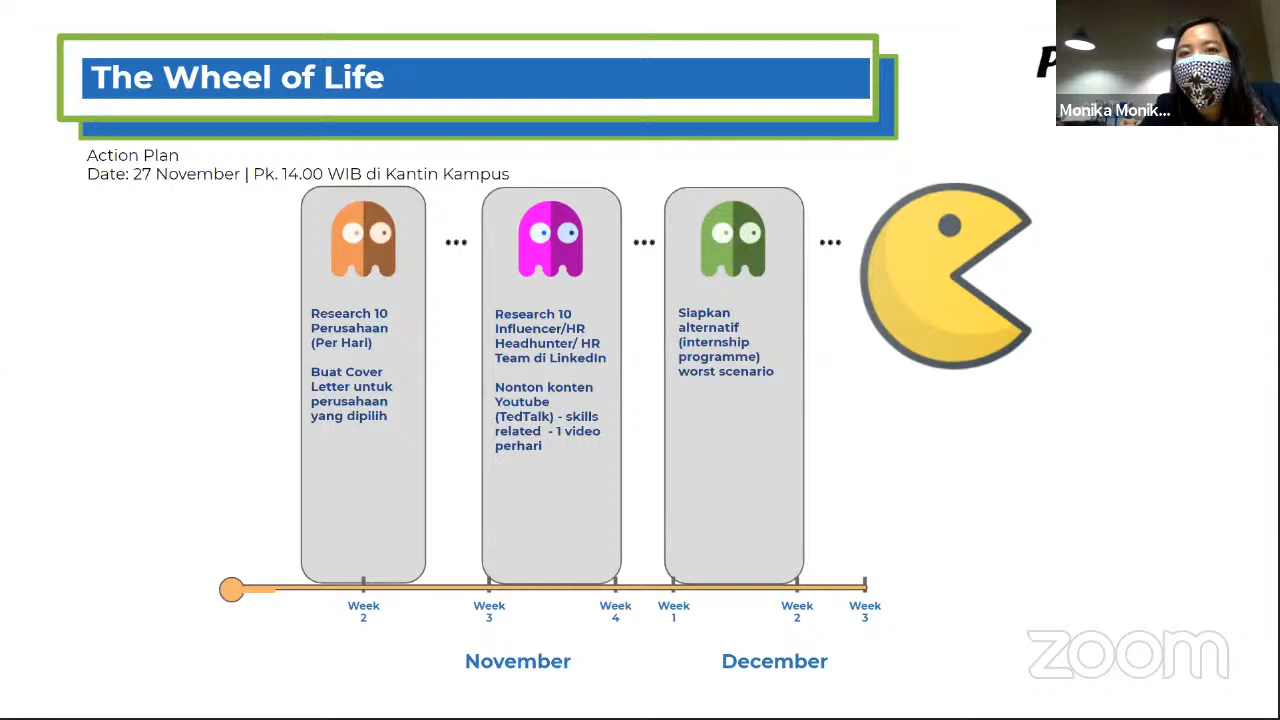 The Wheel of Life
P
Monika Monik...
Action Plan
Date: 27 November | Pk. 14.00 WIB di Kantin Kampus
Research 10
Perusahaan
(Per Hari)
Buat Cover
Letter untuk
perusahaan
yang dipilih
Research 10
Influencer/HR
Headhunter/ HR
Team di LinkedIn
Nonton konten
Youtube
(TedTalk) - skills
related - 1 video
perhari
Siapkan
alternatif
(internship
programme)
worst scenario
Week
2
Week
3
Week
4
Week
1
Week
2
Week
3
November
December
zoom